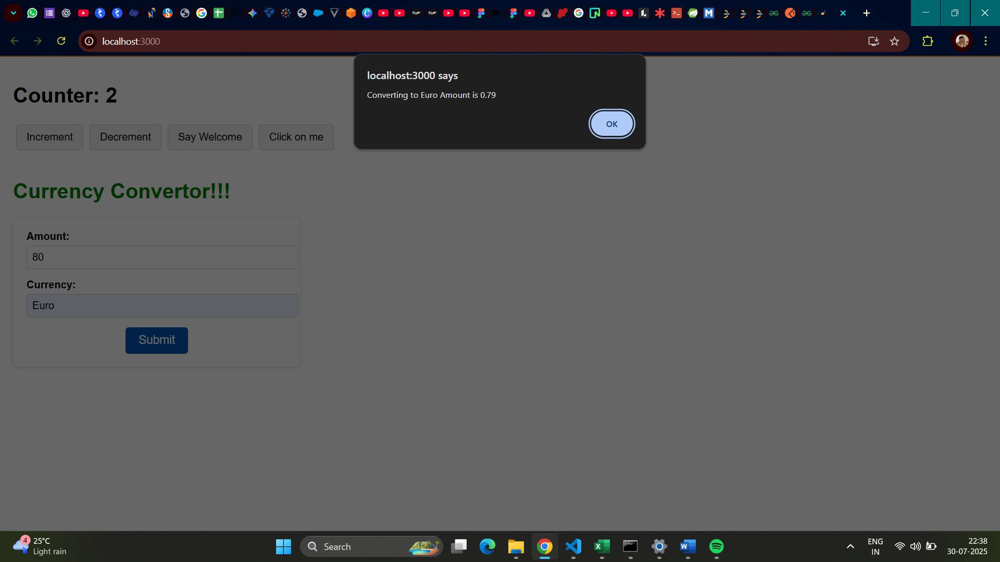 localhost:3000
localhost:3000 says
Converting to Euro Amount is 0.79
OK
Counter: 2
Increment
Decrement
Say Welcome
Click on me
Currency Convertor!!!
Amount:
80
Currency:
Euro
Submit
4
25°C
Light rain
Search
ENG
IN
22:38
30-07-2025